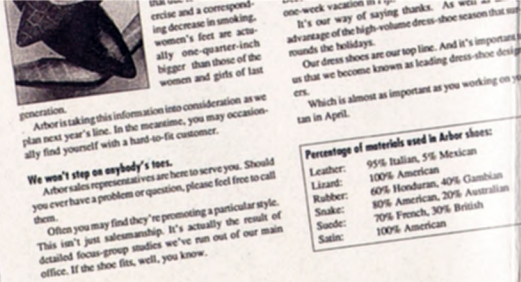 that due to
ercise and a correspond-
ing decrease in smoking,
women's feet are actu-
ally one-quarter-inch
bigger than those of the
women and girls of last
generation.
Arbor is taking this information into consideration as we
plan next year's line. In the meantime, you may occasion-
ally find yourself with a hard-to-fit customer.
We won't step on anybody's toes.
Arbor sales representatives are here to serve you. Should
you ever have a problem or question, please feel free to call
them.
Often you may find they're promoting a particular style.
This isn't just salesmanship. It's actually the result of
detailed focus-group studies we've run out of our main
office. If the shoe fits, well, you know.
one-week vacation in
It's our way of saying thanks. As well as
advantage of the high-volume dress-shoe season that sur
rounds the holidays.
Our dress shoes are our top line. And it's important
us that we become known as leading dress-shoe design
ers.
Which is almost as important as you working on
tan in April.
Percentage of materials used in Arbor shoes:
Leather: 95% Italian, 5% Mexican
Lizard: 100% American
Rubber: 60% Honduran, 40% Gambian
Snake: 80% American, 20% Australian
Suede: 70% French, 30% British
Satin: 100% American